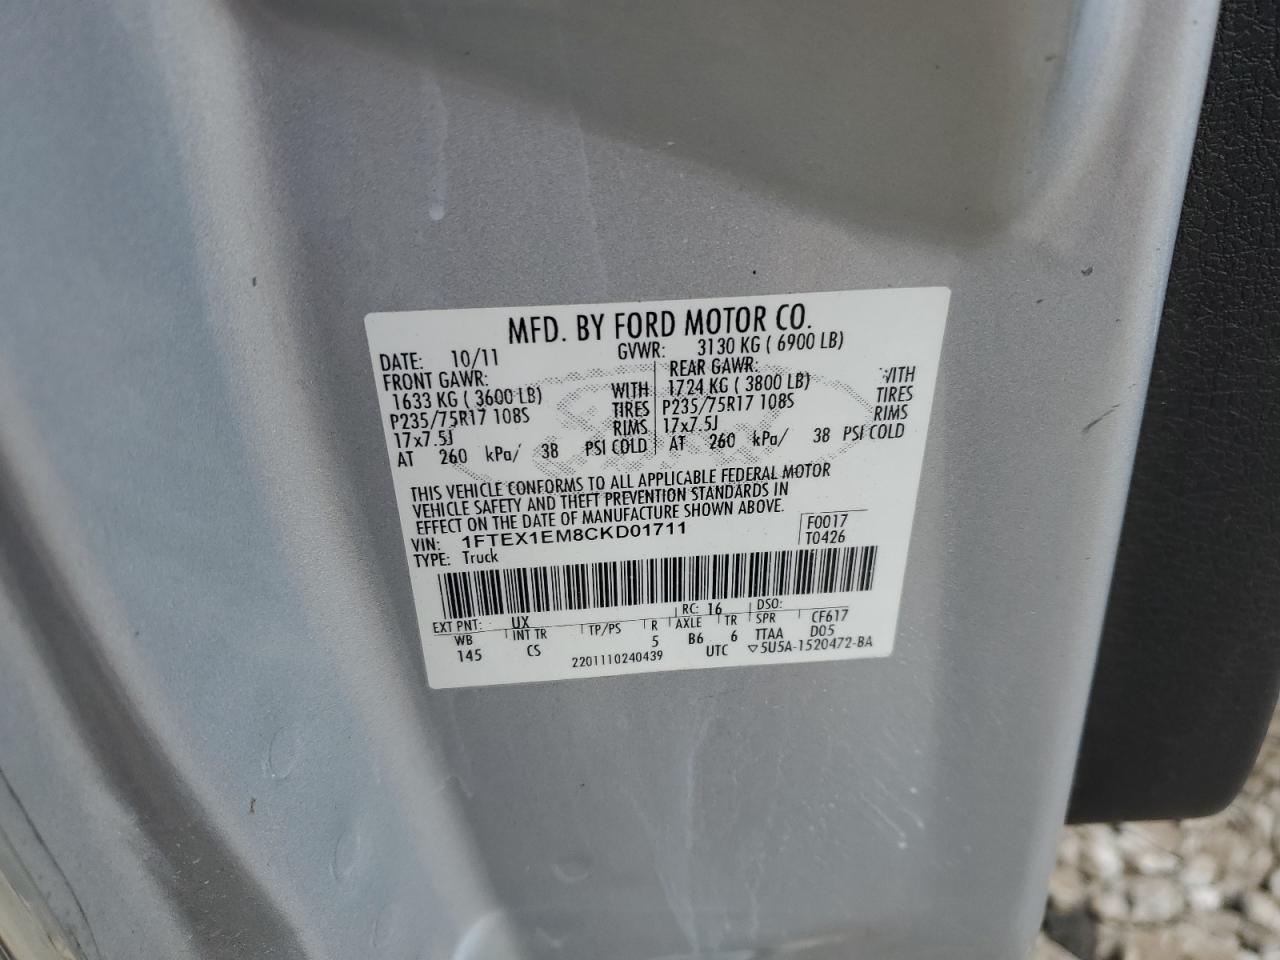 MFD. BY FORD MOTOR CO.
DATE: 10/11 GVWR: 3130 KG ( 6900 LB)
FRONT GAWR: REAR GAWR:
1633 KG ( 3600 LB) WITH 1724 KG ( 3800 LB) WITH
P235/75R17 108S TIRES P235/75R17 108S TIRES
17x7.5J RIMS 17x7.5J RIMS
AT 260 kPa/ 38 PSI COLD AT 260 kPa/ 38 PSI COLD
THIS VEHICLE CONFORMS TO ALL APPLICABLE FEDERAL MOTOR
VEHICLE SAFETY AND THEFT PREVENTION STANDARDS IN
EFFECT ON THE DATE OF MANUFACTURE SHOWN ABOVE.
VIN: 1FTEX1EM8CKD01711 F0017
TYPE: Truck T0426
EXT PNT: UX RC: 16 DSO: CF617
WB INT TR TP/PS R AXLE TR SPR D05
145 CS 5 B6 6 TTAA
2201110240439 UTC ▽5U5A-1520472-BA